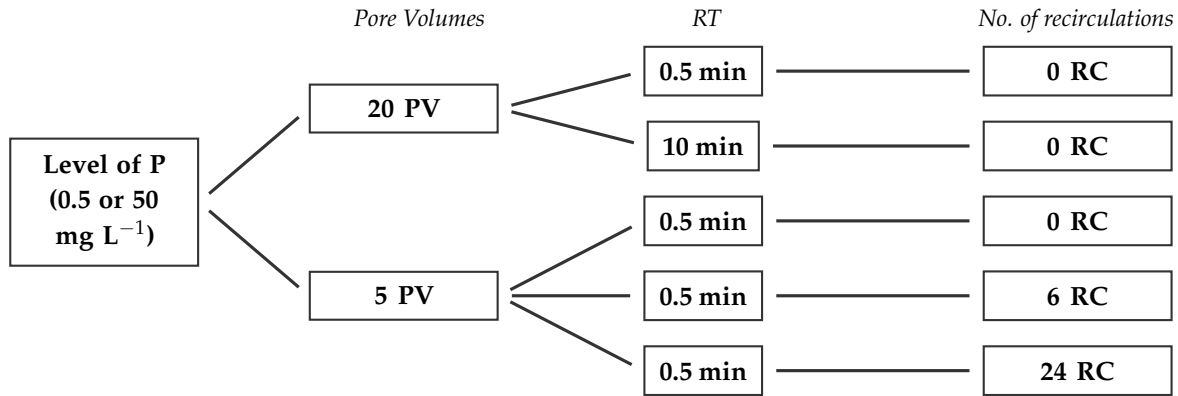 Pore Volumes RT No. of recirculations
0.5 min 0 RC
20 PV
10 min 0 RC
Level of P
(0.5 or 50
mg L⁻¹)
0.5 min 0 RC
5 PV 0.5 min 6 RC
0.5 min 24 RC